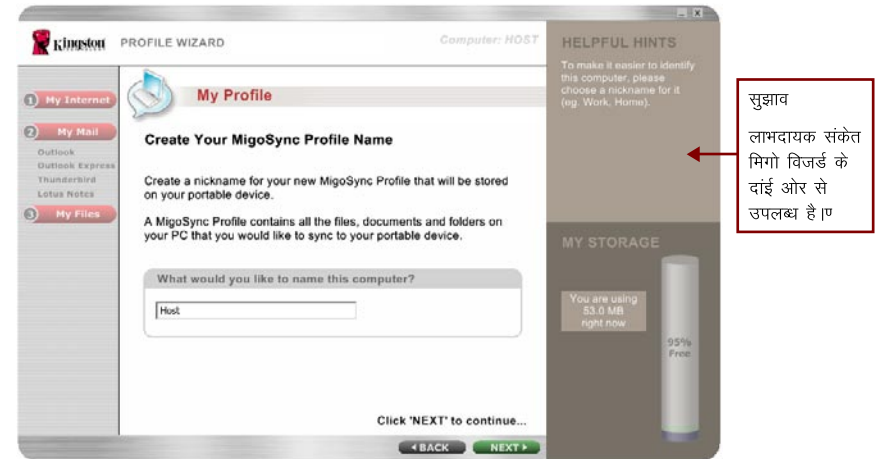 Kingston
PROFILE WIZARD
Computer: HOST
1 My Internet
2 My Mail
Outlook
Outlook Express
Thunderbird
Lotus Notes
3 My Files
My Profile
Create Your MigoSync Profile Name
Create a nickname for your new MigoSync Profile that will be stored
on your portable device.
A MigoSync Profile contains all the files, documents and folders on
your PC that you would like to sync to your portable device.
What would you like to name this computer?
Host
Click 'NEXT' to continue...
BACK
NEXT
HELPFUL HINTS
To make it easier to identify
this computer, please
choose a nickname for it
(eg. Work, Home).
MY STORAGE
You are using
53.0 MB
right now
95%
Free
सुझाव
लाभदायक संकेत
मिगो विजर्ड के
दांई ओर से
उपलब्ध है।ण